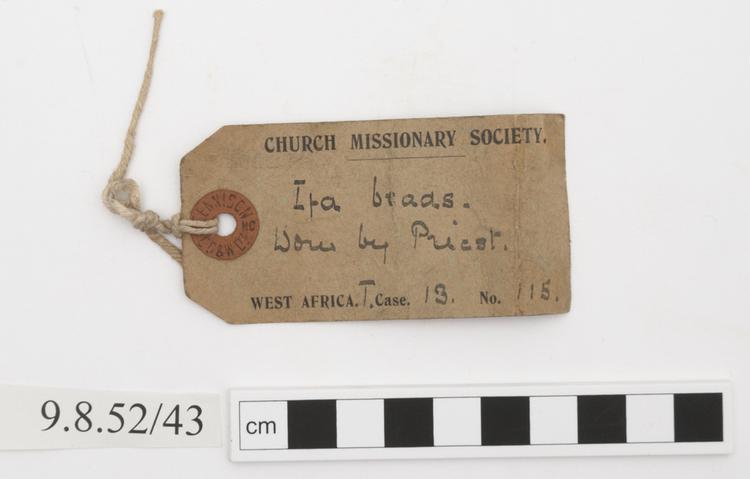 CHURCH MISSIONARY SOCIETY.
Ifa beads.
Worn by Priest.
WEST AFRICA. T. Case. 13. No. 115.
DENNISON
9.8.52/43
cm